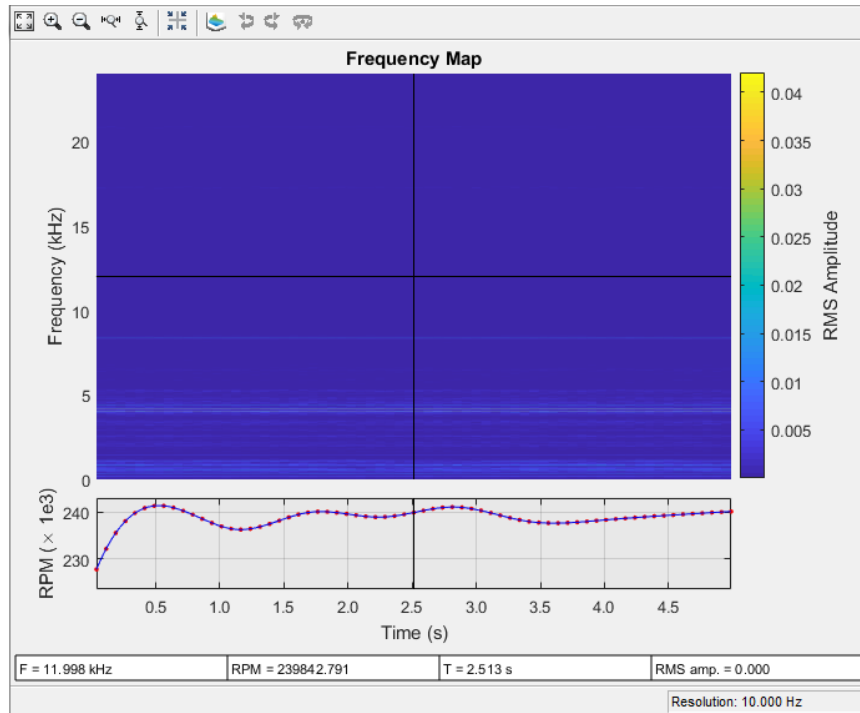 Frequency Map
Frequency (kHz)
20
15
10
5
0
0.04
0.035
0.03
0.025
0.02
0.015
0.01
0.005
RMS Amplitude
RPM ( × 1e3)
240
230
0.5 1.0 1.5 2.0 2.5 3.0 3.5 4.0 4.5
Time (s)
F = 11.998 kHz RPM = 239842.791 T = 2.513 s RMS amp. = 0.000
Resolution: 10.000 Hz